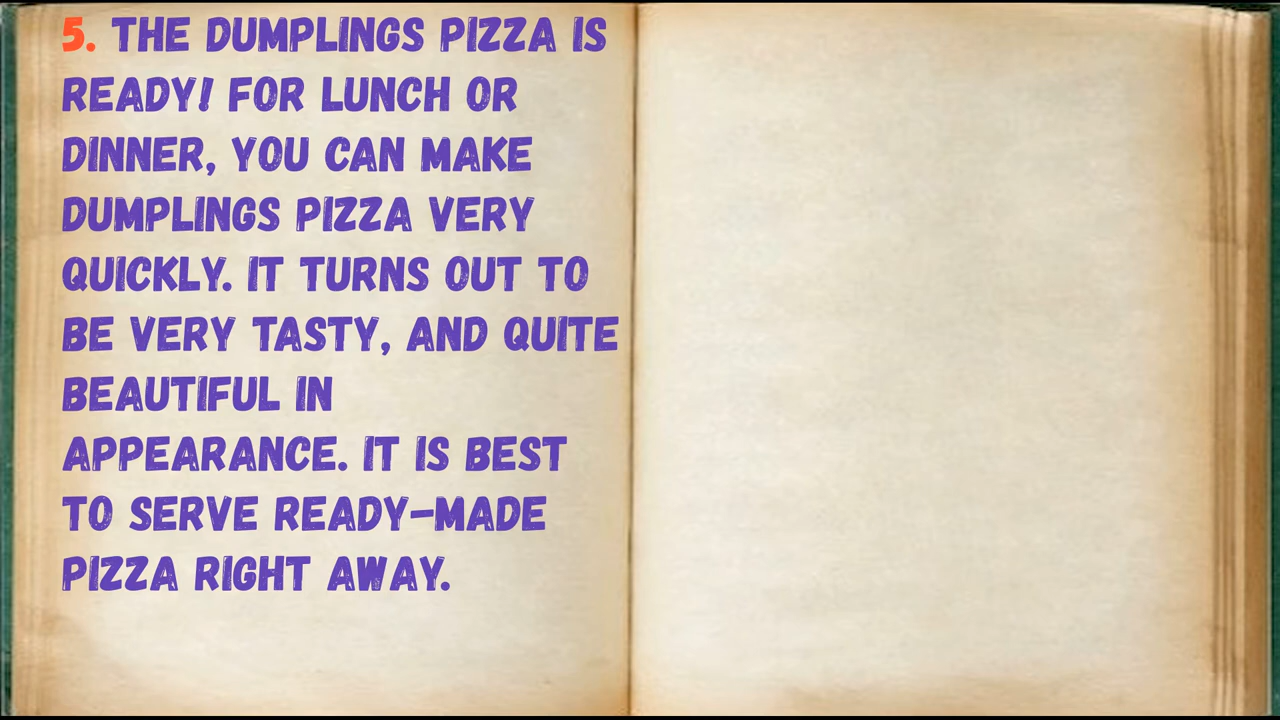 5. THE DUMPLINGS PIZZA IS
READY! FOR LUNCH OR
DINNER, YOU CAN MAKE
DUMPLINGS PIZZA VERY
QUICKLY. IT TURNS OUT TO
BE VERY TASTY, AND QUITE
BEAUTIFUL IN
APPEARANCE. IT IS BEST
TO SERVE READY-MADE
PIZZA RIGHT AWAY.